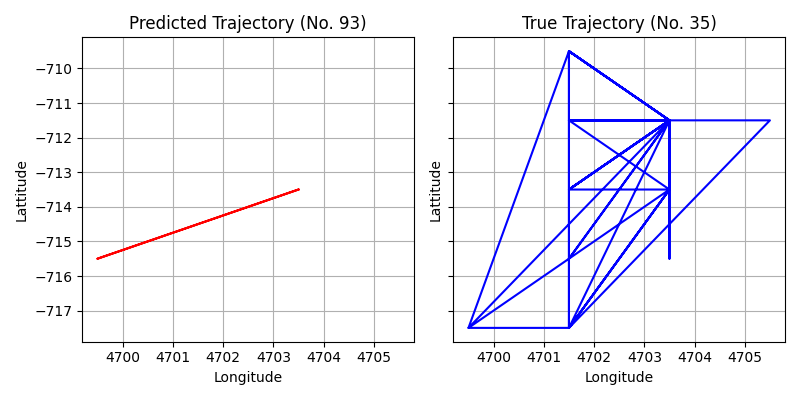 Predicted Trajectory (No. 93)
True Trajectory (No. 35)
−710
−711
−712
−713
−714
−715
−716
−717
Lattitude
Lattitude
4700 4701 4702 4703 4704 4705
4700 4701 4702 4703 4704 4705
Longitude
Longitude